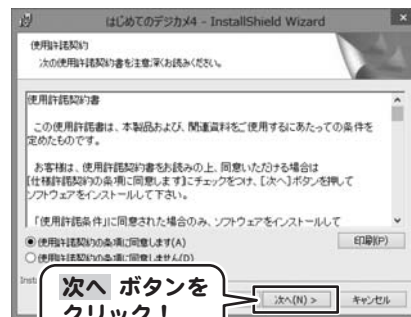 はじめてのデジカメ4 - InstallShield Wizard
使用許諾契約
次の使用許諾契約書を注意深くお読みください。
使用許諾契約書
この使用許諾書は、本製品および、関連資料をご使用するにあたっての条件を
定めたもので す。
お客様は、使用許諾契約書をお読みの上、同意いただける場合は
[仕様許諾契約の条項に同意します]にチェックをつけ、[次へ]ボタンを押して
ソフトウェアをインストールして下さい。
「使用許諾条件」に同意された場合のみ、ソフトウェアをインストールして
使用許諾契約の条項に同意します(A)
印刷(P)
使用許諾契約の条項に同意しません(D)
Inst
次へ ボタンを
クリック!
次へ(N) >
キャンセル